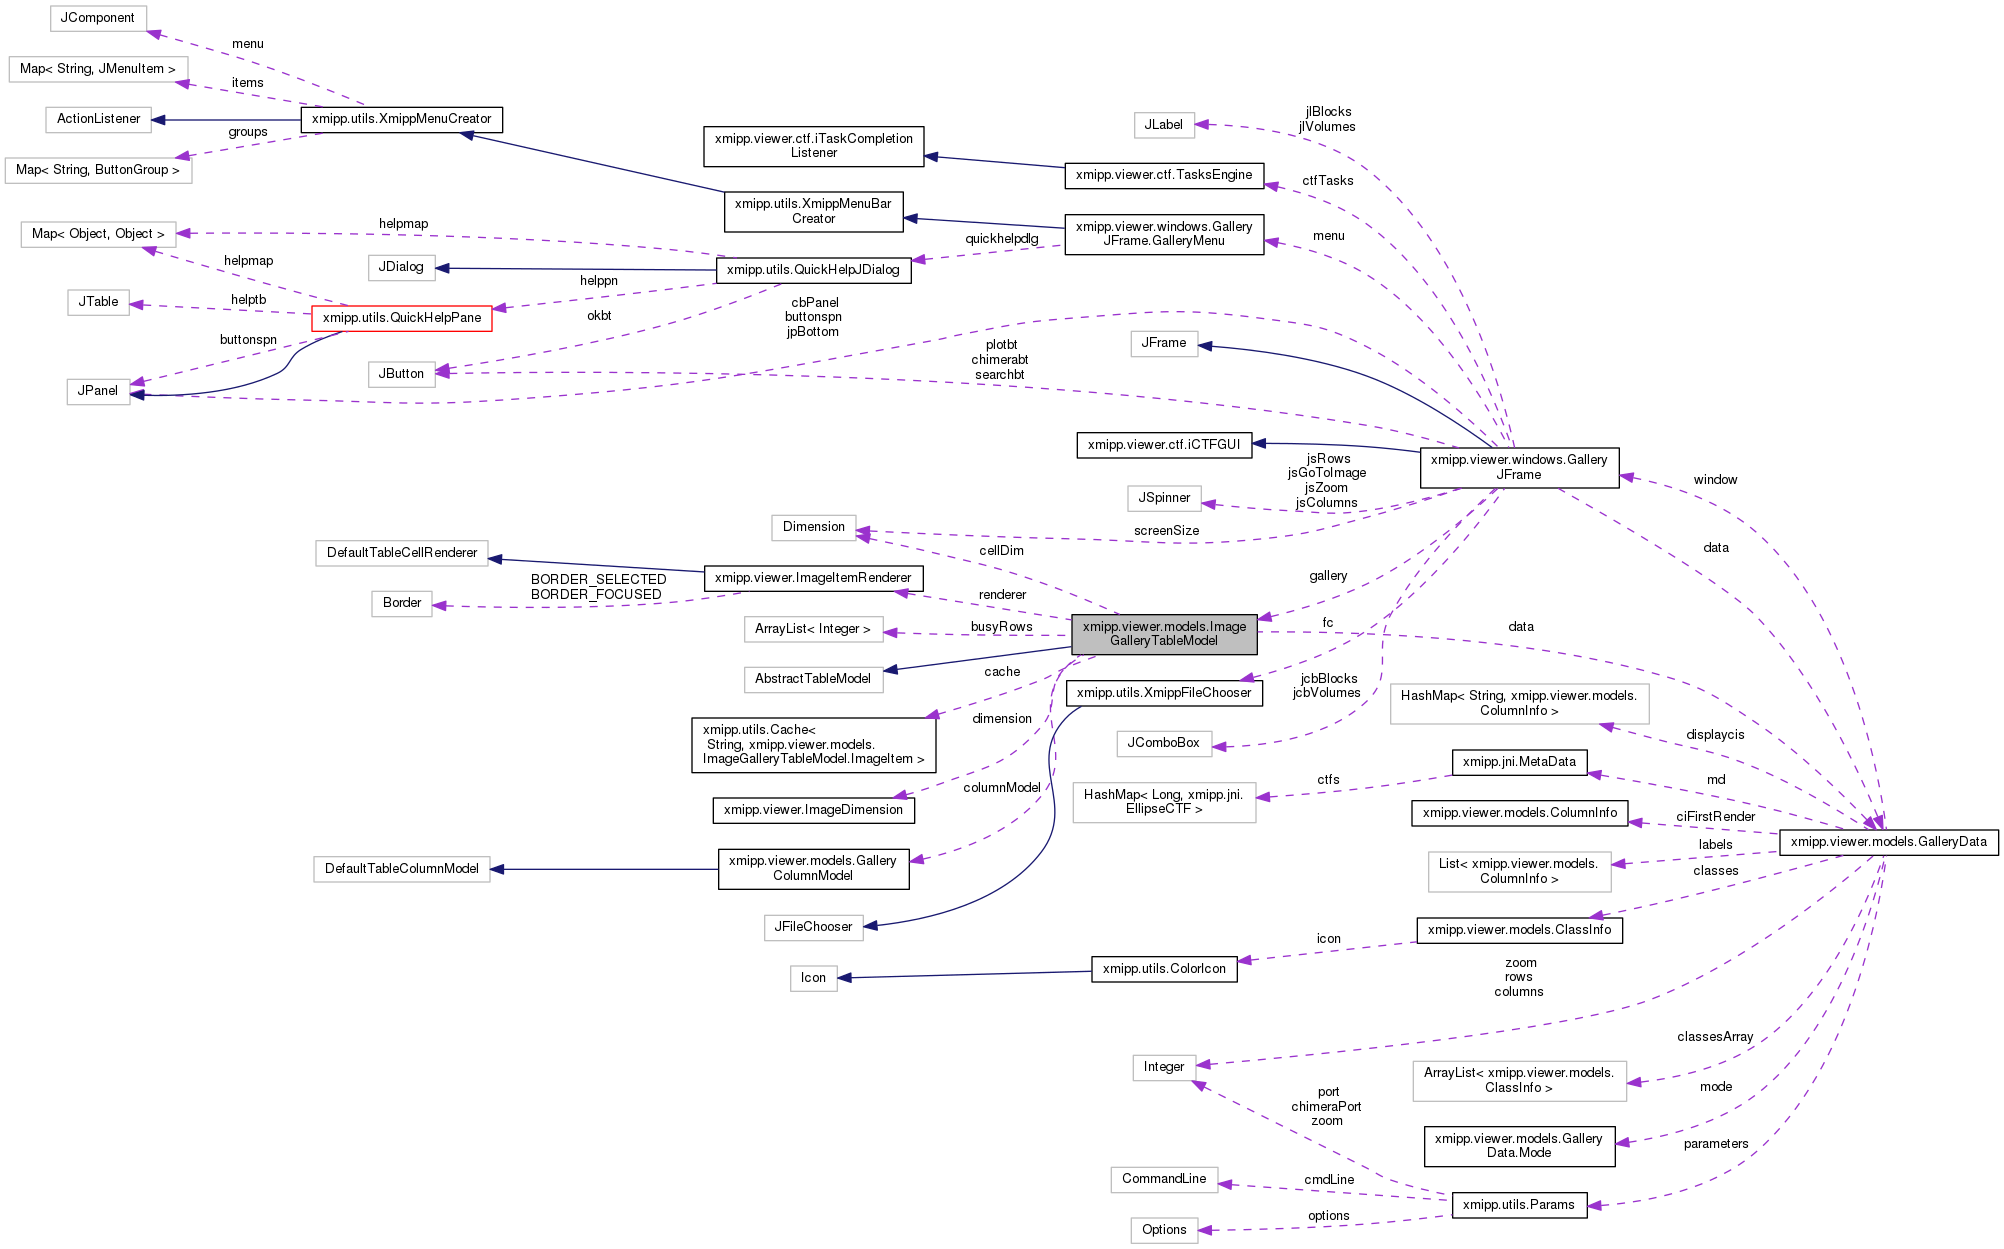 JComponent
menu
Map< String, JMenuItem >
items
ActionListener
xmipp.utils.XmippMenuCreator
groups
Map< String, ButtonGroup >
jlBlocks
jlVolumes
JLabel
xmipp.viewer.ctf.iTaskCompletion
Listener
xmipp.viewer.ctf.TasksEngine
ctfTasks
xmipp.utils.XmippMenuBar
Creator
xmipp.viewer.windows.Gallery
JFrame.GalleryMenu
menu
helpmap
quickhelpdlg
Map< Object, Object >
helpmap
JDialog
xmipp.utils.QuickHelpJDialog
helppn
JTable
helptb
xmipp.utils.QuickHelpPane
okbt
cbPanel
buttonspn
jpBottom
buttonspn
JPanel
JButton
plotbt
chimerabt
searchbt
JFrame
xmipp.viewer.ctf.iCTFGUI
xmipp.viewer.windows.Gallery
JFrame
jsRows
jsGoToImage
jsZoom
jsColumns
JSpinner
window
Dimension
screenSize
data
DefaultTableCellRenderer
cellDim
xmipp.viewer.ImageItemRenderer
BORDER_SELECTED
BORDER_FOCUSED
Border
renderer
gallery
ArrayList< Integer >
busyRows
xmipp.viewer.models.Image
GalleryTableModel
fc
data
AbstractTableModel
cache
xmipp.utils.XmippFileChooser
jcbBlocks
jcbVolumes
HashMap< String, xmipp.viewer.models.
ColumnInfo >
xmipp.utils.Cache<
String, xmipp.viewer.models.
ImageGalleryTableModel.ImageItem >
dimension
JComboBox
displaycis
xmipp.jni.MetaData
md
ctfs
HashMap< Long, xmipp.jni.
EllipseCTF >
columnModel
xmipp.viewer.ImageDimension
xmipp.viewer.models.ColumnInfo
ciFirstRender
xmipp.viewer.models.GalleryData
labels
List< xmipp.viewer.models.
ColumnInfo >
classes
DefaultTableColumnModel
xmipp.viewer.models.Gallery
ColumnModel
JFileChooser
xmipp.viewer.models.ClassInfo
icon
Icon
xmipp.utils.ColorIcon
zoom
rows
columns
classesArray
Integer
ArrayList< xmipp.viewer.models.
ClassInfo >
port
chimeraPort
zoom
mode
xmipp.viewer.models.Gallery
Data.Mode
parameters
CommandLine
cmdLine
xmipp.utils.Params
options
Options